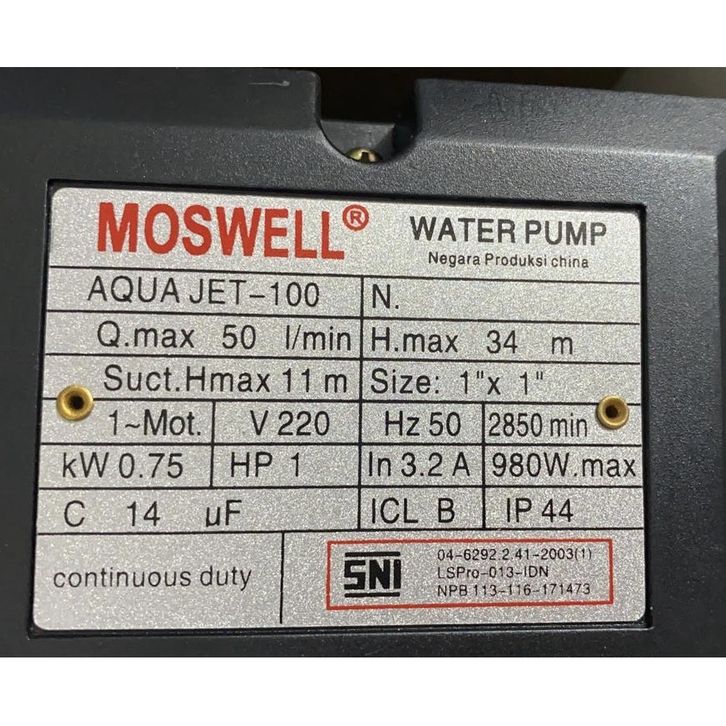 MOSWELL® WATER PUMP
Negara Produksi china
AQUA JET-100 N.
Q.max 50 l/min H.max 34 m
Suct.Hmax 11 m Size: 1"x 1"
1~Mot. V 220 Hz 50 2850 min
kW 0.75 HP 1 In 3.2 A 980W.max
C 14 µF ICL B IP 44
continuous duty
SNI
04-6292.2.41-2003(1)
LSPro-013-IDN
NPB 113-116-171473